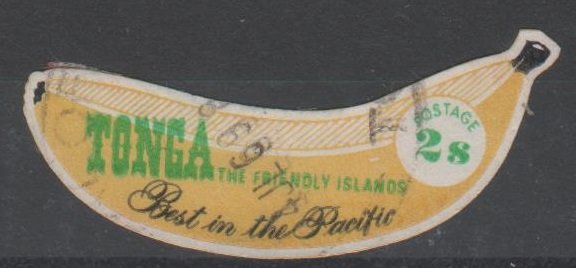 POSTAGE
2s
TONGA
THE FRIENDLY ISLANDS
Best in the Pacific